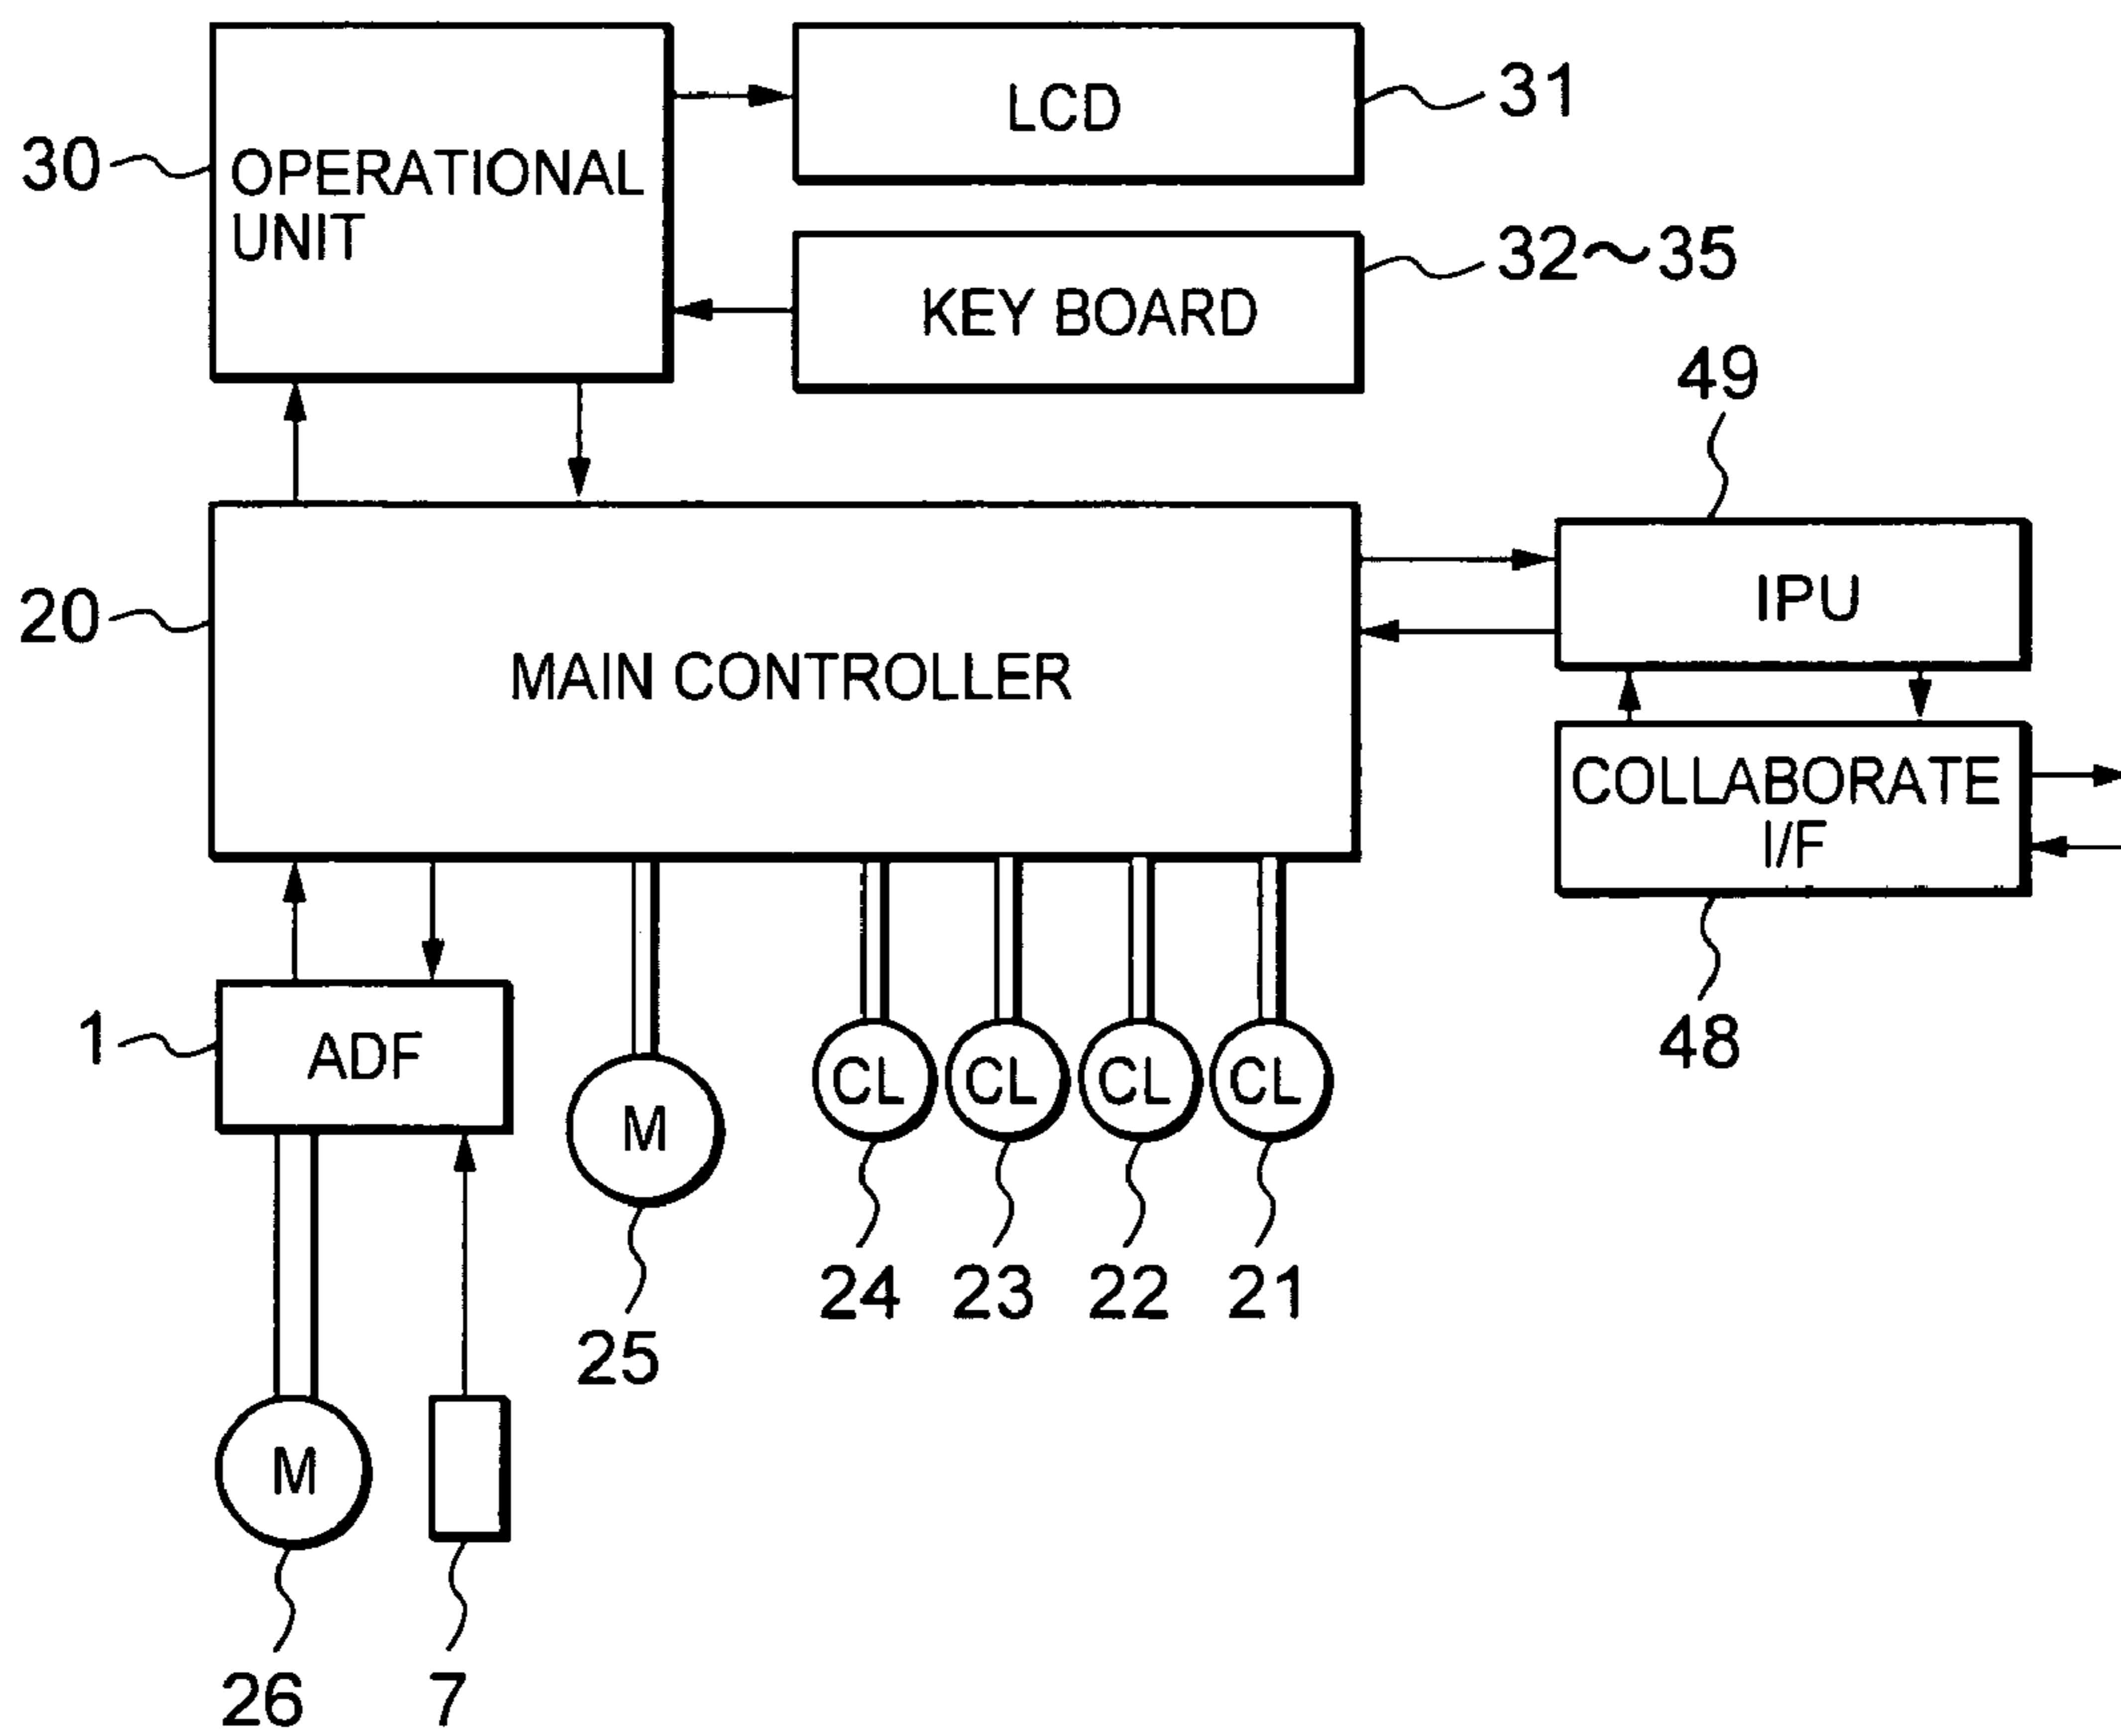 LCD
31
30
OPERATIONAL
UNIT
32~35
KEY BOARD
49
20
IPU
MAIN CONTROLLER
COLLABORATE
I/F
1
ADF
48
M
CL
CL
CL
CL
24
23
22
21
25
M
26
7